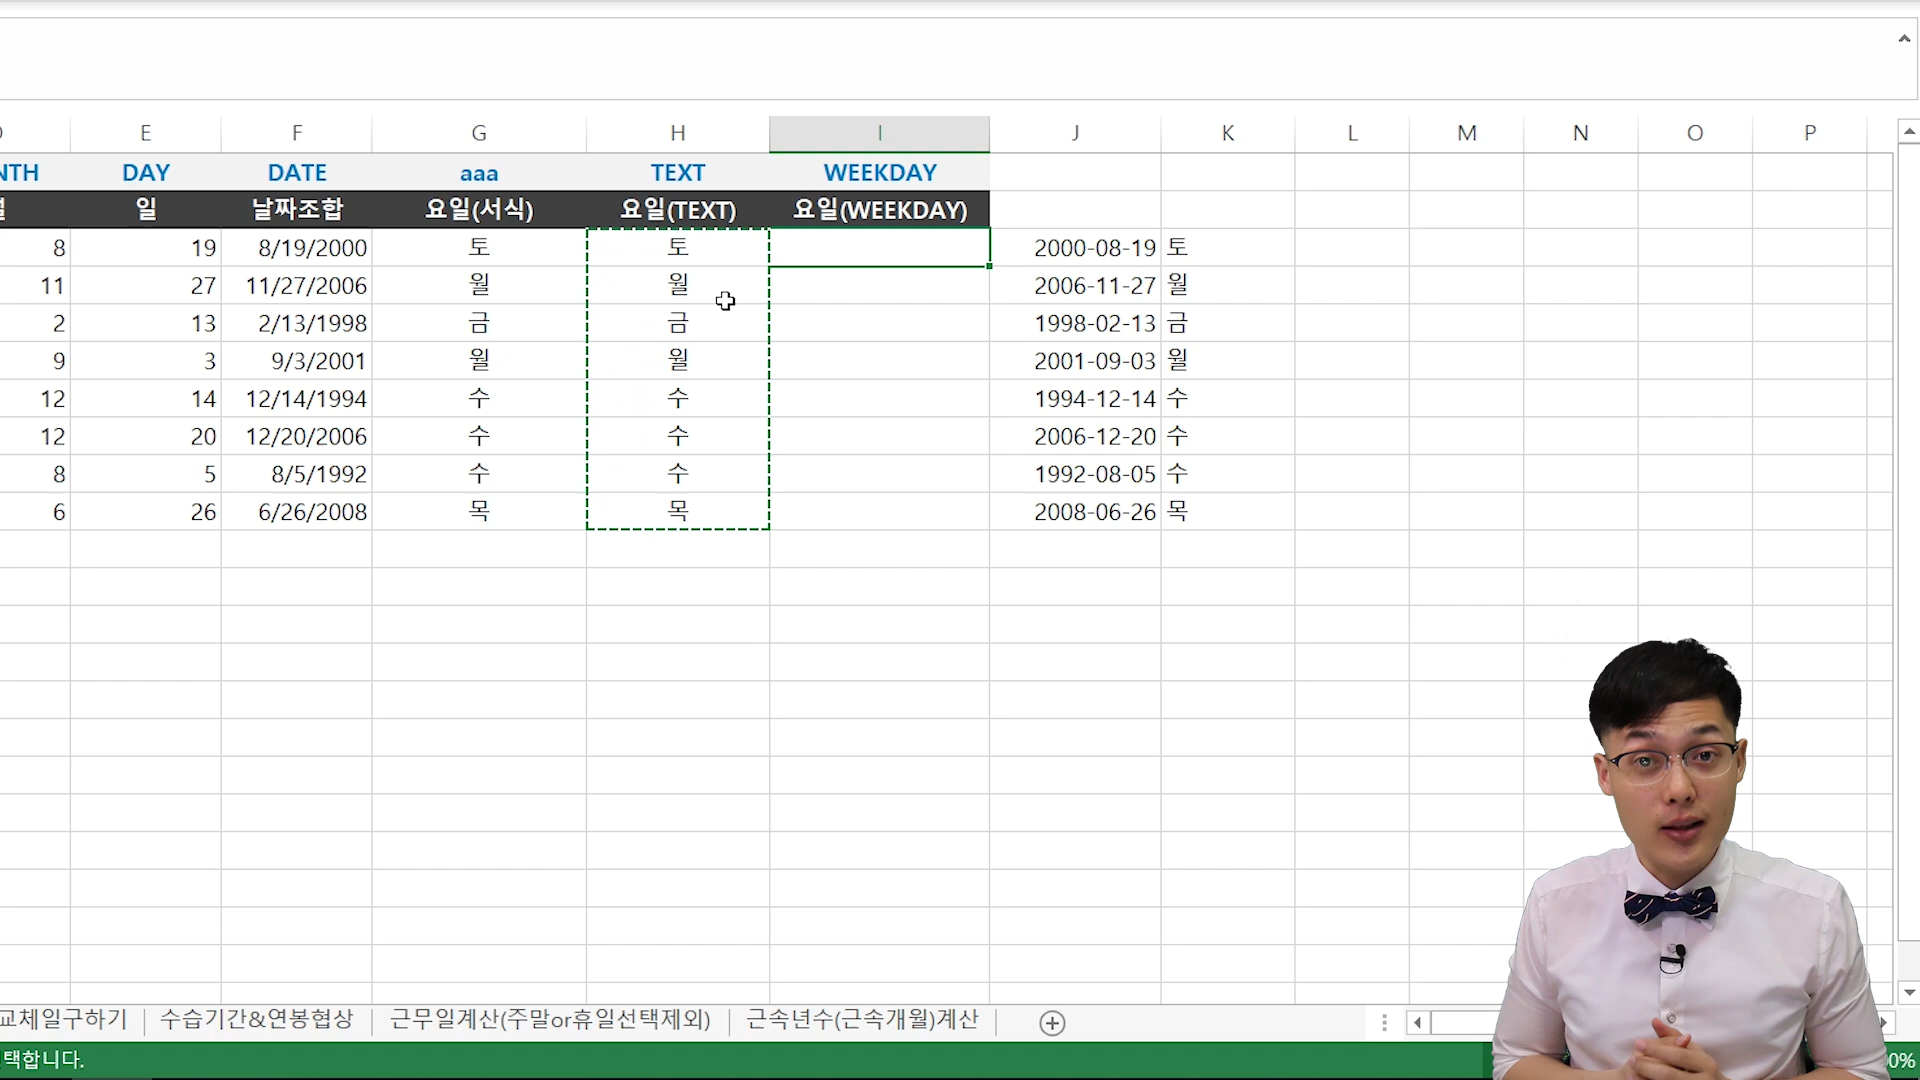 E F G H I J K L M N O P
NTH DAY DATE aaa TEXT WEEKDAY
일 날짜조합 요일(서식) 요일(TEXT) 요일(WEEKDAY)
8 19 8/19/2000 토 토 2000-08-19 토
11 27 11/27/2006 월 월 2006-11-27 월
2 13 2/13/1998 금 금 1998-02-13 금
9 3 9/3/2001 월 월 2001-09-03 월
12 14 12/14/1994 수 수 1994-12-14 수
12 20 12/20/2006 수 수 2006-12-20 수
8 5 8/5/1992 수 수 1992-08-05 수
6 26 6/26/2008 목 목 2008-06-26 목
교체일구하기 수습기간&연봉협상 근무일계산(주말or휴일선택제외) 근속년수(근속개월)계산
택합니다. 0%